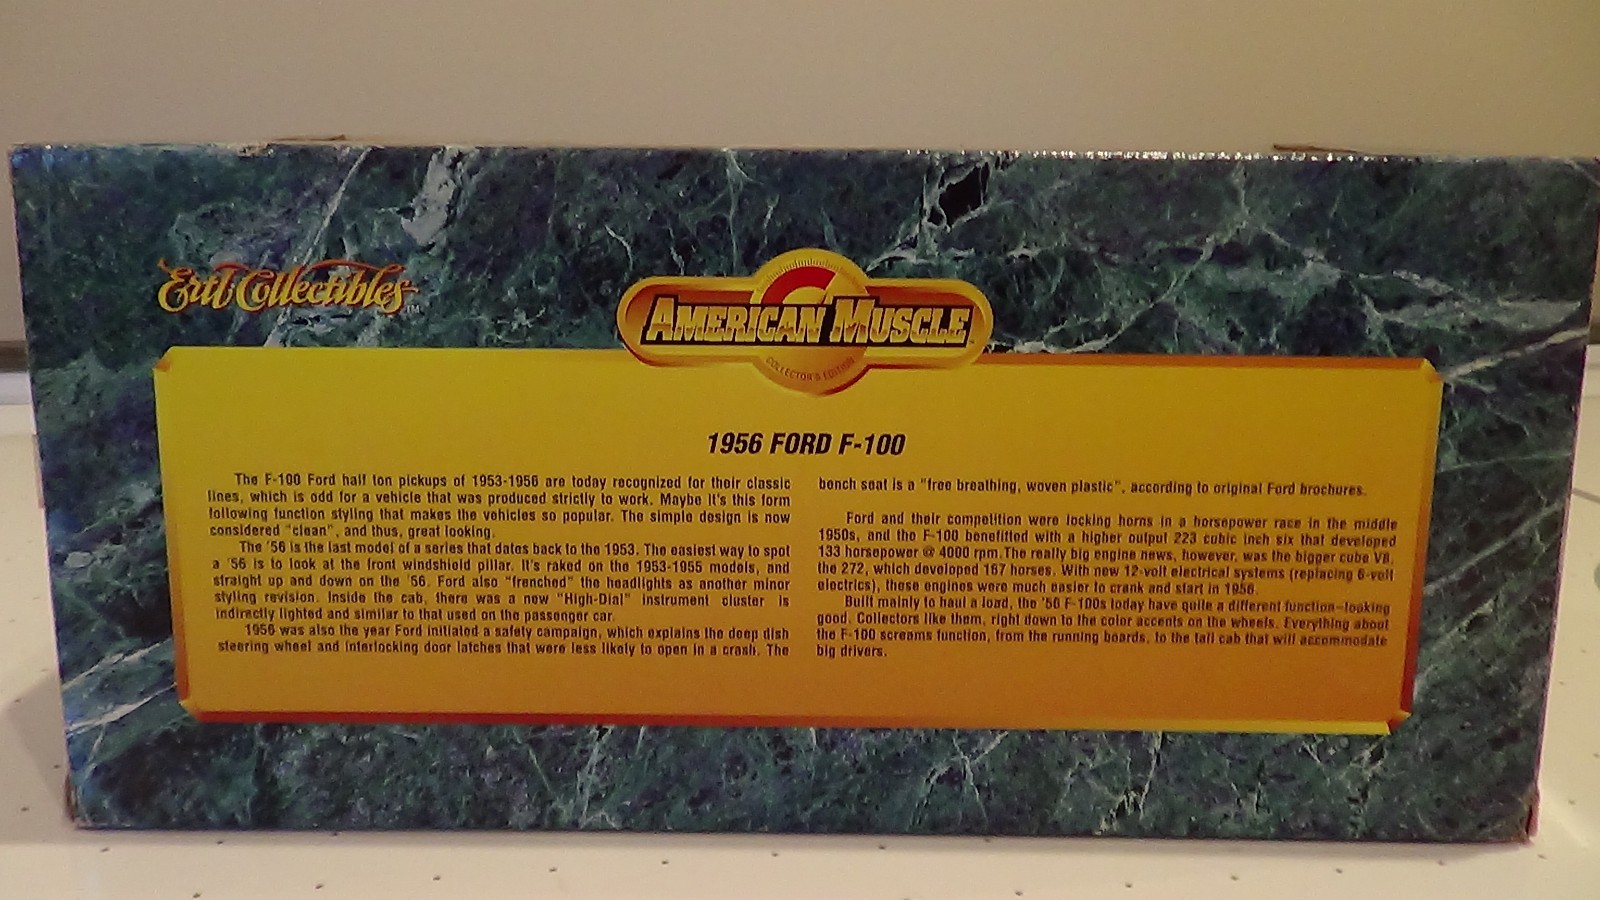 Ertl Collectibles™
AMERICAN MUSCLE™
COLLECTOR'S EDITION
1956 FORD F-100
The F-100 Ford half ton pickups of 1953-1956 are today recognized for their classic
lines, which is odd for a vehicle that was produced strictly to work. Maybe it's this form
following function styling that makes the vehicles so popular. The simple design is now
considered "clean", and thus, great looking.
The '56 is the last model of a series that dates back to the 1953. The easiest way to spot
a '56 is to look at the front windshield pillar. It's raked on the 1953-1955 models, and
straight up and down on the '56. Ford also "frenched" the headlights as another minor
styling revision. Inside the cab, there was a new "High-Dial" instrument cluster is
indirectly lighted and similar to that used on the passenger car.
1956 was also the year Ford initiated a safety campaign, which explains the deep dish
steering wheel and interlocking door latches that were less likely to open in a crash. The
bench seat is a "free breathing, woven plastic", according to original Ford brochures.
Ford and their competition were locking horns in a horsepower race in the middle
1950s, and the F-100 benefitted with a higher output 223 cubic inch six that developed
133 horsepower @ 4000 rpm. The really big engine news, however, was the bigger cube V8,
the 272, which developed 167 horses. With new 12-volt electrical systems (replacing 6-volt
electrics), these engines were much easier to crank and start in 1956.
Built mainly to haul a load, the '56 F-100s today have quite a different function–looking
good. Collectors like them, right down to the color accents on the wheels. Everything about
the F-100 screams function, from the running boards, to the tall cab that will accommodate
big drivers.